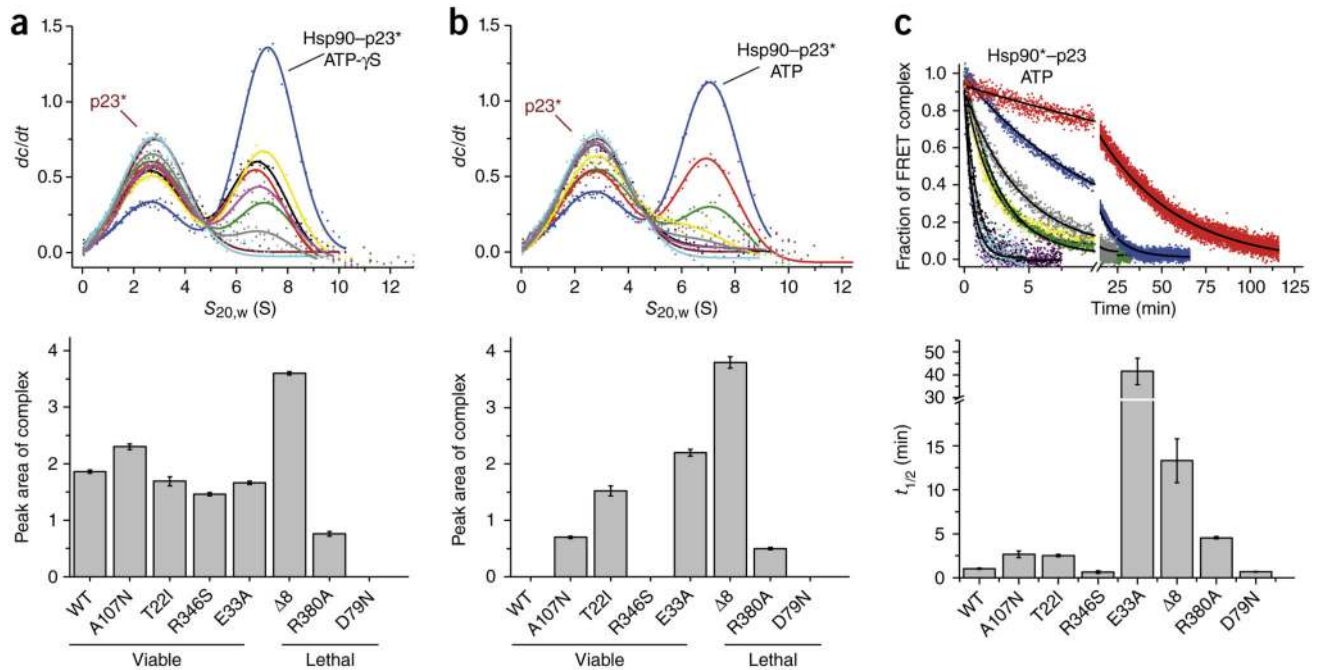 a
Hsp90–p23*
ATP-γS
p23*
dc/dt
1.5
1.0
0.5
0.0
0 2 4 6 8 10 12
S20,w (S)
b
Hsp90–p23*
ATP
p23*
dc/dt
1.5
1.0
0.5
0.0
0 2 4 6 8 10 12
S20,w (S)
c
Hsp90*–p23
ATP
Fraction of FRET complex
1.0
0.8
0.6
0.4
0.2
0.0
0 5 25 50 75 100 125
Time (min)
Peak area of complex
4
3
2
1
0
WT A107N T22I R346S E33A Δ8 R380A D79N
Viable Lethal
Peak area of complex
4
2
0
WT A107N T22I R346S E33A Δ8 R380A D79N
Viable Lethal
t1/2 (min)
50
40
30
15
10
5
0
WT A107N T22I R346S E33A Δ8 R380A D79N